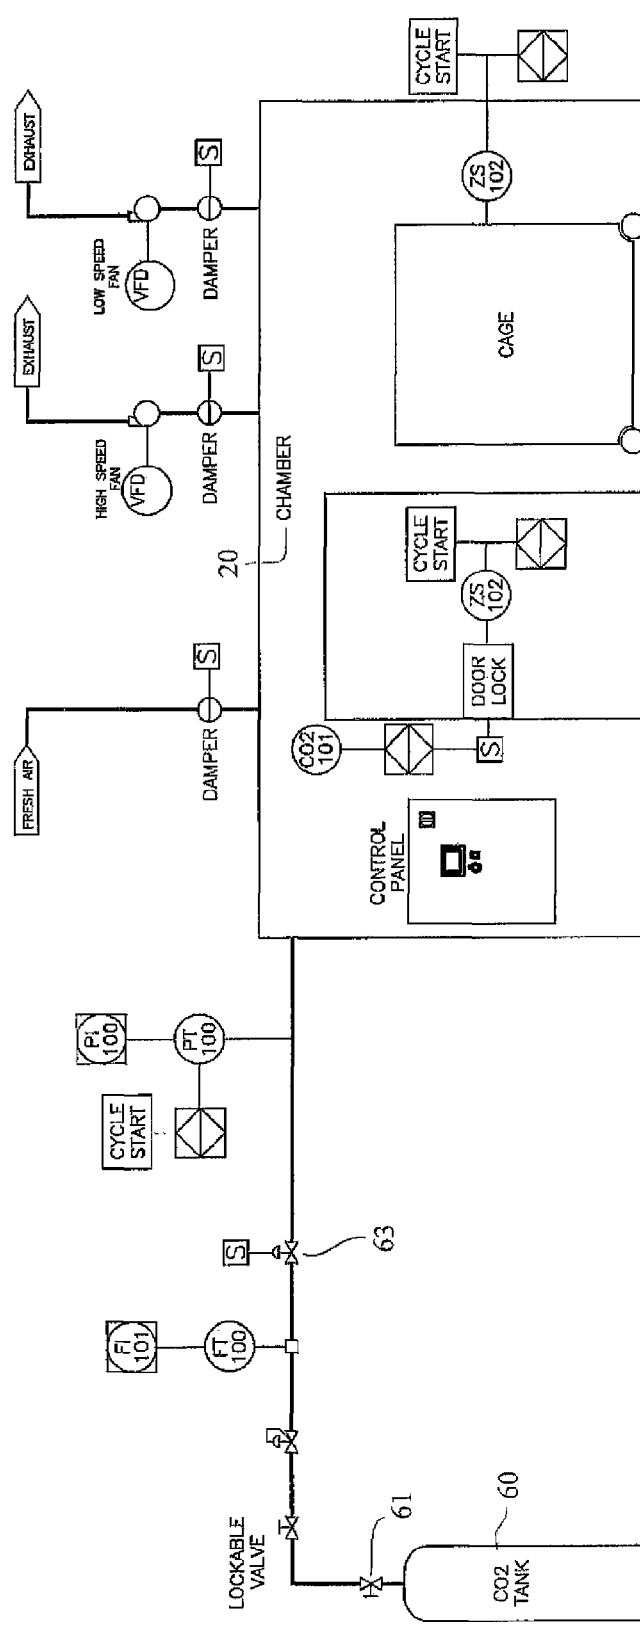 FRESH AIR
EXHAUST
EXHAUST
HIGH SPEED
FAN
VFD
LOW SPEED
FAN
VFD
DAMPER
S
DAMPER
S
DAMPER
S
PI
100
CYCLE
START
PT
100
FI
101
FT
100
S
63
LOCKABLE
VALVE
61
60
CO2
TANK
20
CHAMBER
CO2
101
S
CONTROL
PANEL
DOOR
LOCK
ZS
102
CYCLE
START
CAGE
ZS
102
CYCLE
START